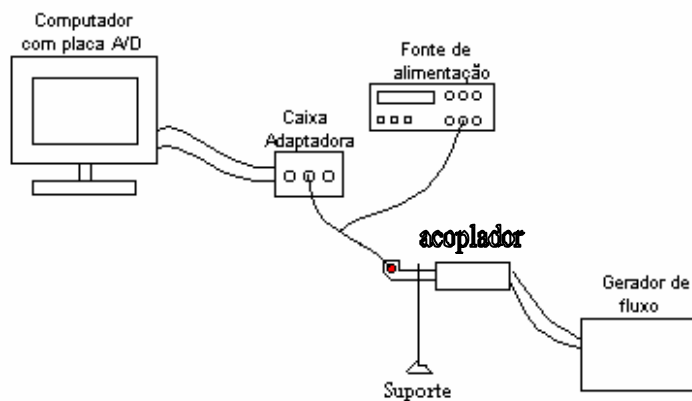 Computador
com placa A/D
Fonte de
alimentação
Caixa
Adaptadora
acoplador
Gerador de
fluxo
Suporte